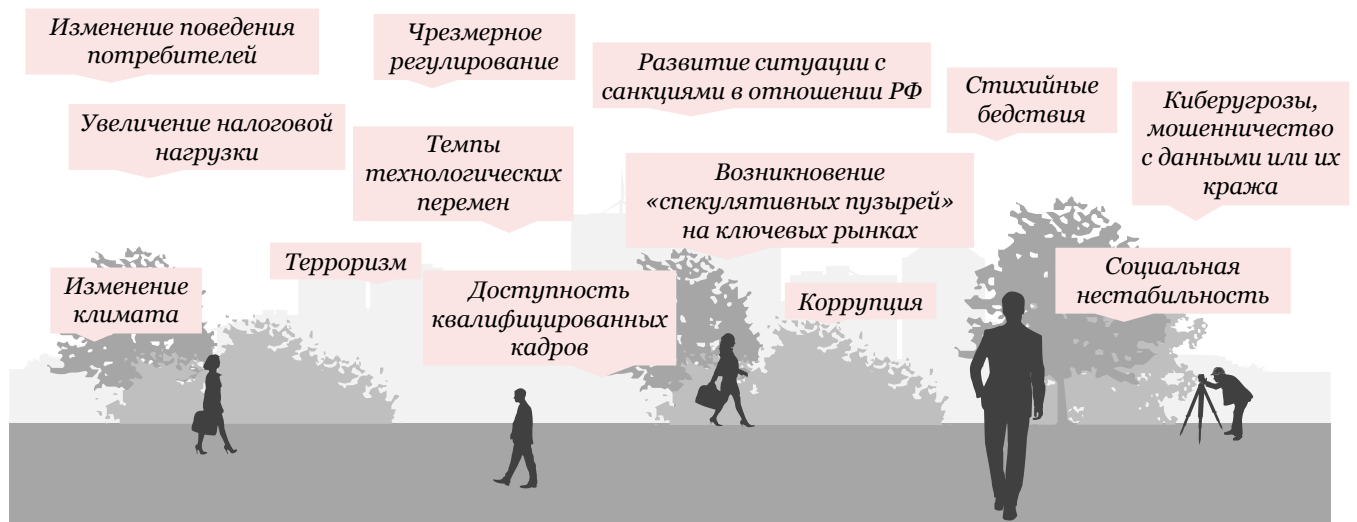 Изменение поведения
потребителей
Чрезмерное
регулирование
Развитие ситуации с
санкциями в отношении РФ
Стихийные
бедствия
Киберугрозы,
мошенничество
с данными или их
кража
Увеличение налоговой
нагрузки
Темпы
технологических
перемен
Возникновение
«спекулятивных пузырей»
на ключевых рынках
Терроризм
Социальная
нестабильность
Изменение
климата
Доступность
квалифицированных
кадров
Коррупция